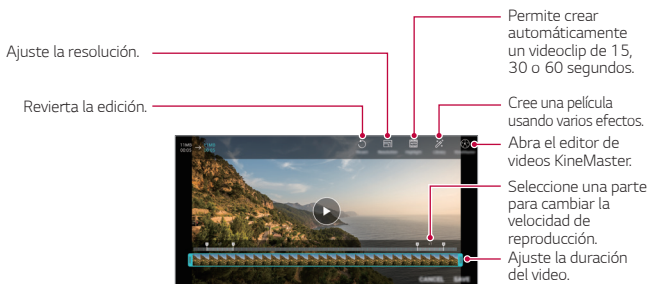 Ajuste la resolución.
Revierta la edición.
Permite crear
automáticamente
un videoclip de 15,
30 o 60 segundos.
Cree una película
usando varios efectos.
Abra el editor de
videos KineMaster.
Seleccione una parte
para cambiar la
velocidad de
reproducción.
Ajuste la duración
del video.
CANCEL SAVE